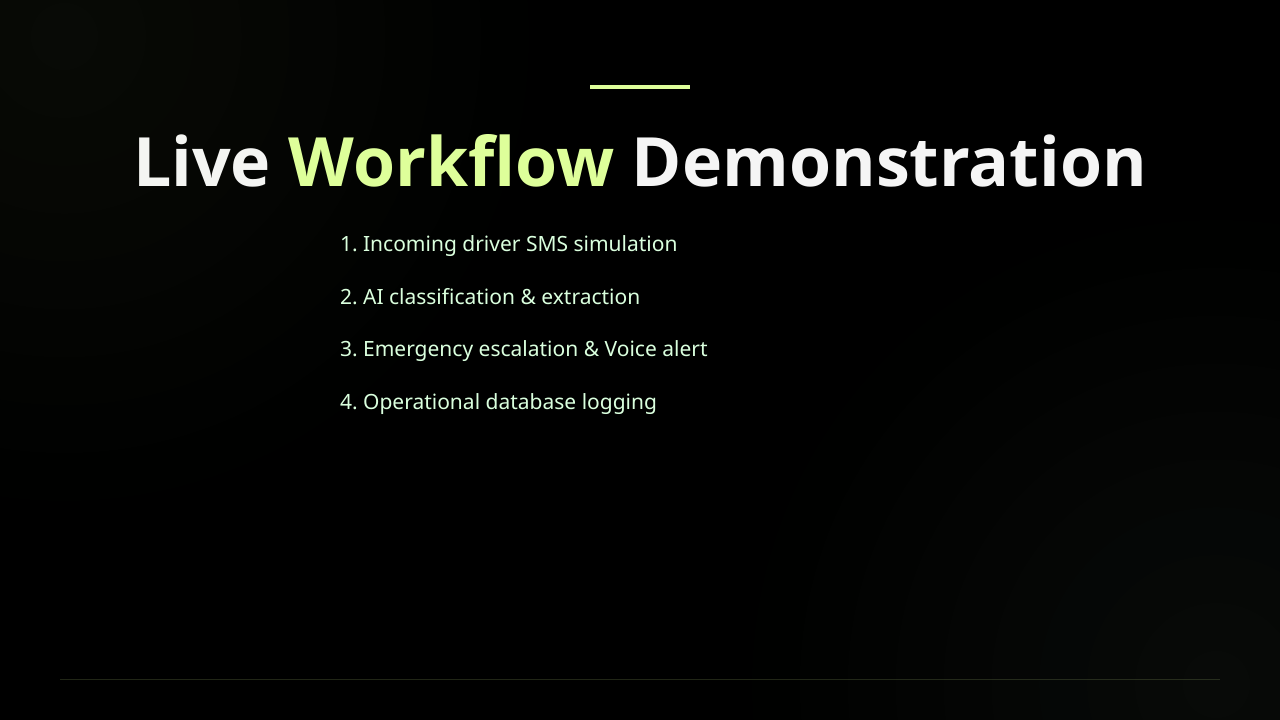 Live Workflow Demonstration
1. Incoming driver SMS simulation
2. AI classification & extraction
3. Emergency escalation & Voice alert
4. Operational database logging